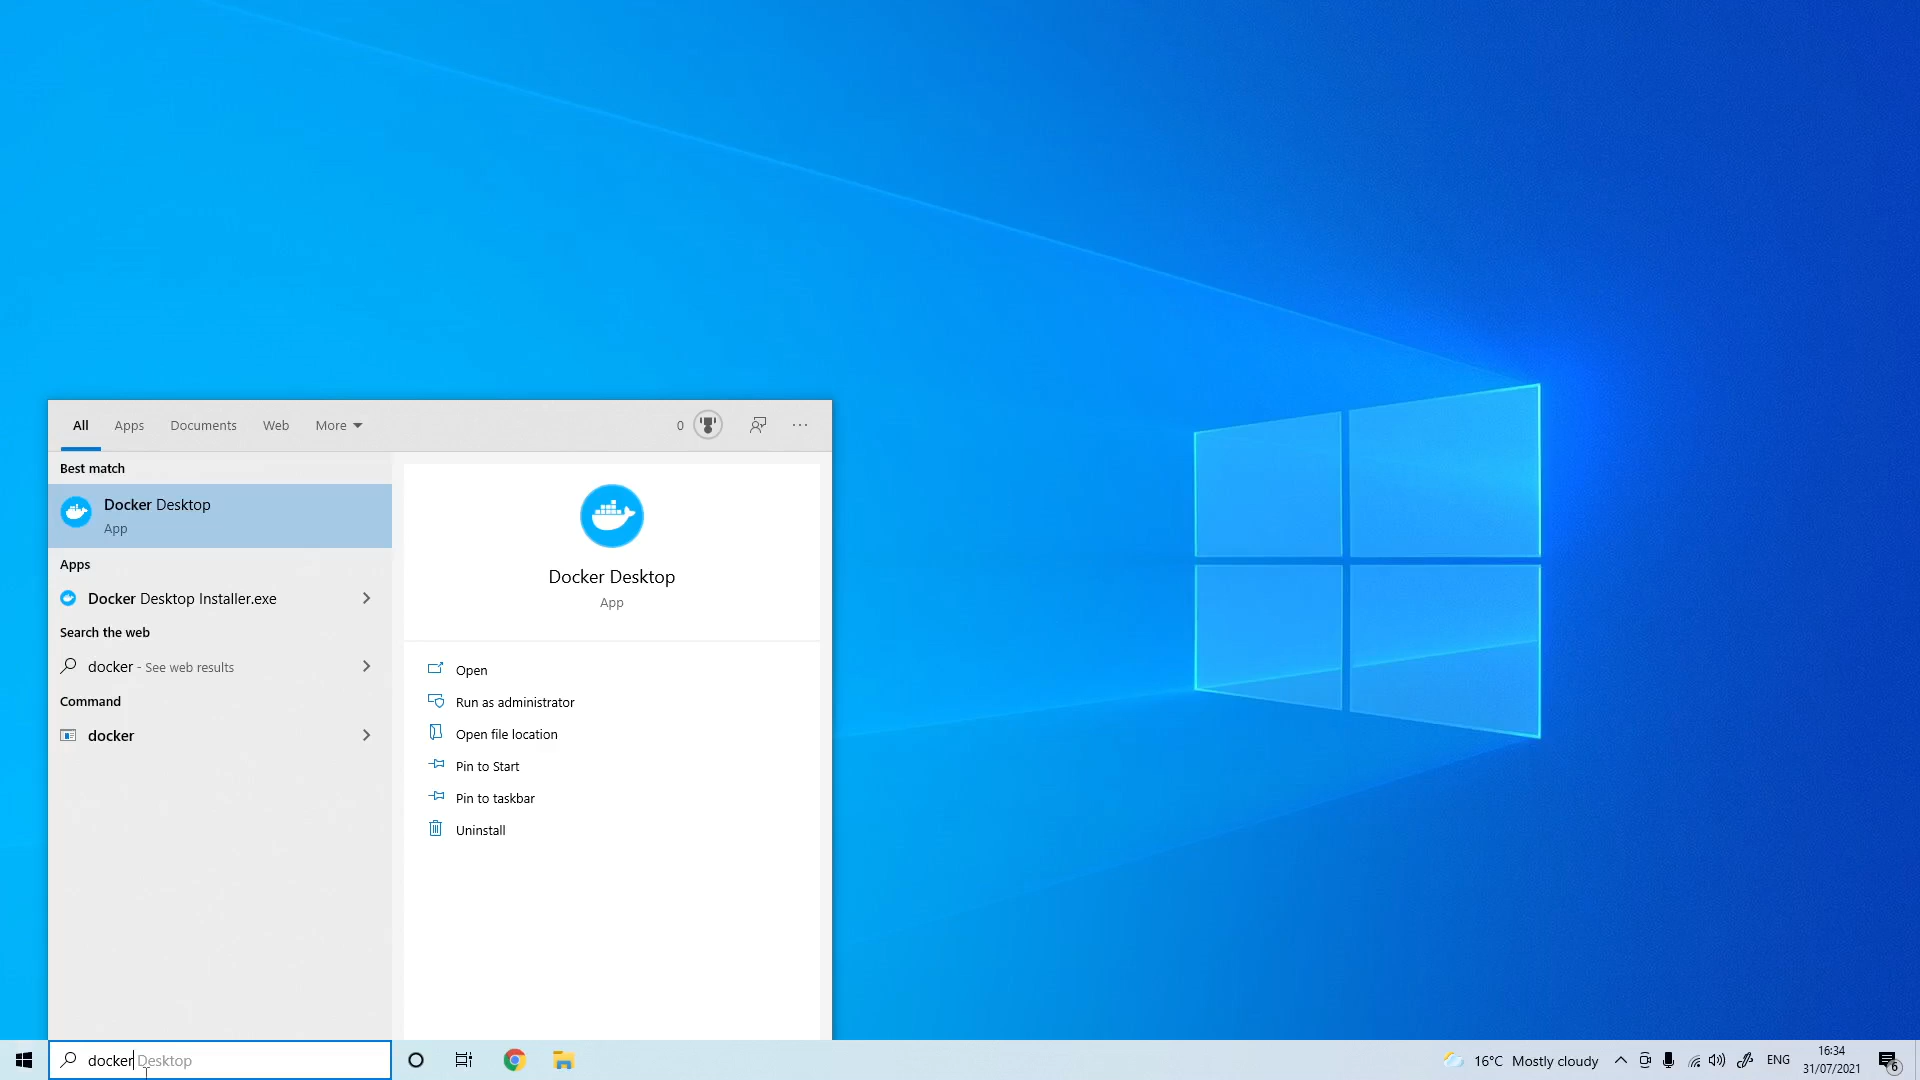 All Apps Documents Web More 0 ...
Best match
Docker Desktop
App
Apps
Docker Desktop Installer.exe
Search the web
docker - See web results
Command
docker
Docker Desktop
App
Open
Run as administrator
Open file location
Pin to Start
Pin to taskbar
Uninstall
docker Desktop
16°C Mostly cloudy
ENG
16:34
31/07/2021
6